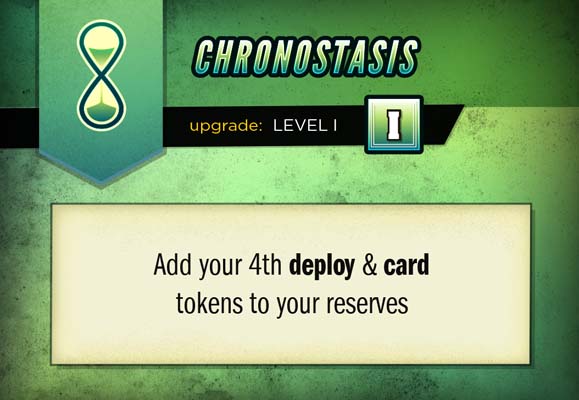 CHRONOSTASIS
upgrade: LEVEL I
I
Add your 4th deploy & card
tokens to your reserves